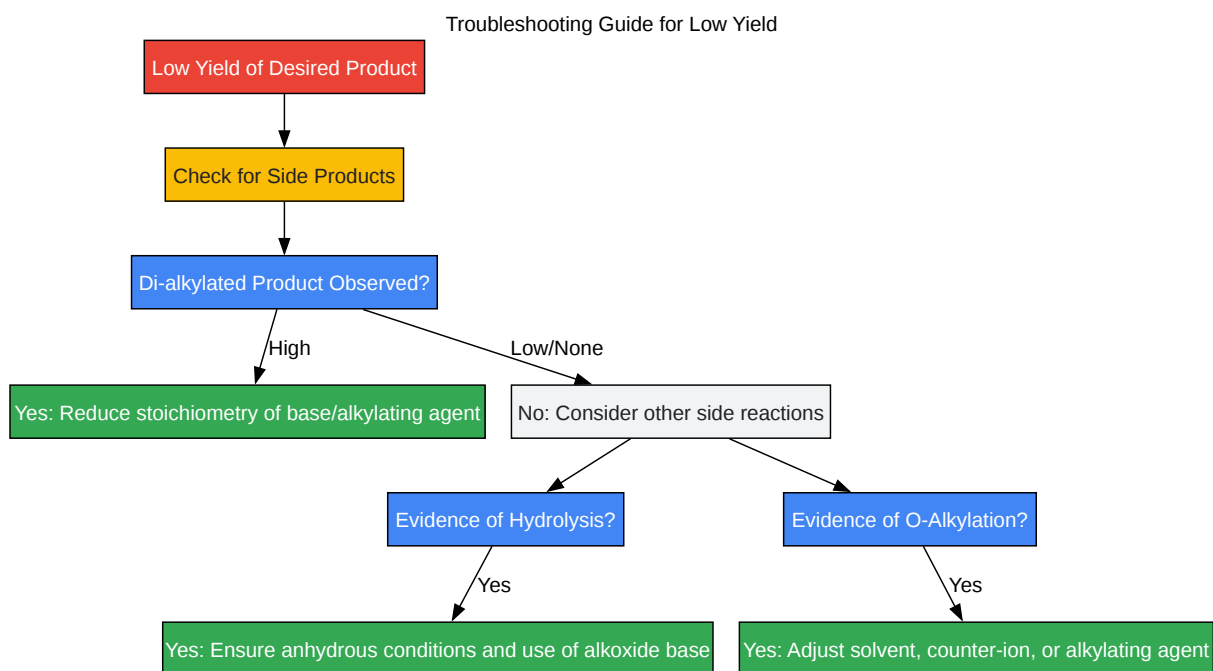 Troubleshooting Guide for Low Yield
Low Yield of Desired Product
Check for Side Products
Di-alkylated Product Observed?
High
Low/None
Yes: Reduce stoichiometry of base/alkylating agent
No: Consider other side reactions
Evidence of Hydrolysis?
Evidence of O-Alkylation?
Yes
Yes
Yes: Ensure anhydrous conditions and use of alkoxide base
Yes: Adjust solvent, counter-ion, or alkylating agent